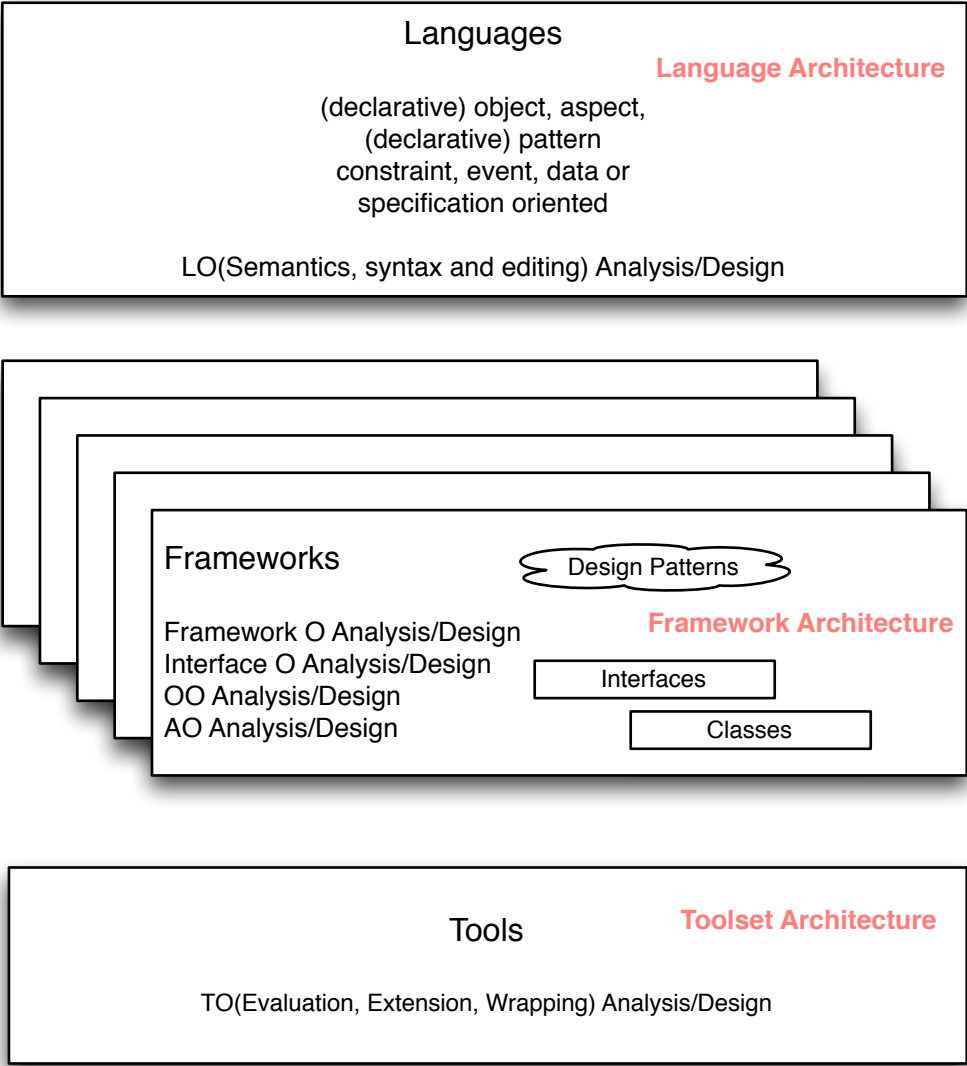 Languages
Language Architecture
(declarative) object, aspect,
(declarative) pattern
constraint, event, data or
specification oriented
LO(Semantics, syntax and editing) Analysis/Design
Frameworks
Design Patterns
Framework Architecture
Framework O Analysis/Design
Interface O Analysis/Design
OO Analysis/Design
AO Analysis/Design
Interfaces
Classes
Toolset Architecture
Tools
TO(Evaluation, Extension, Wrapping) Analysis/Design